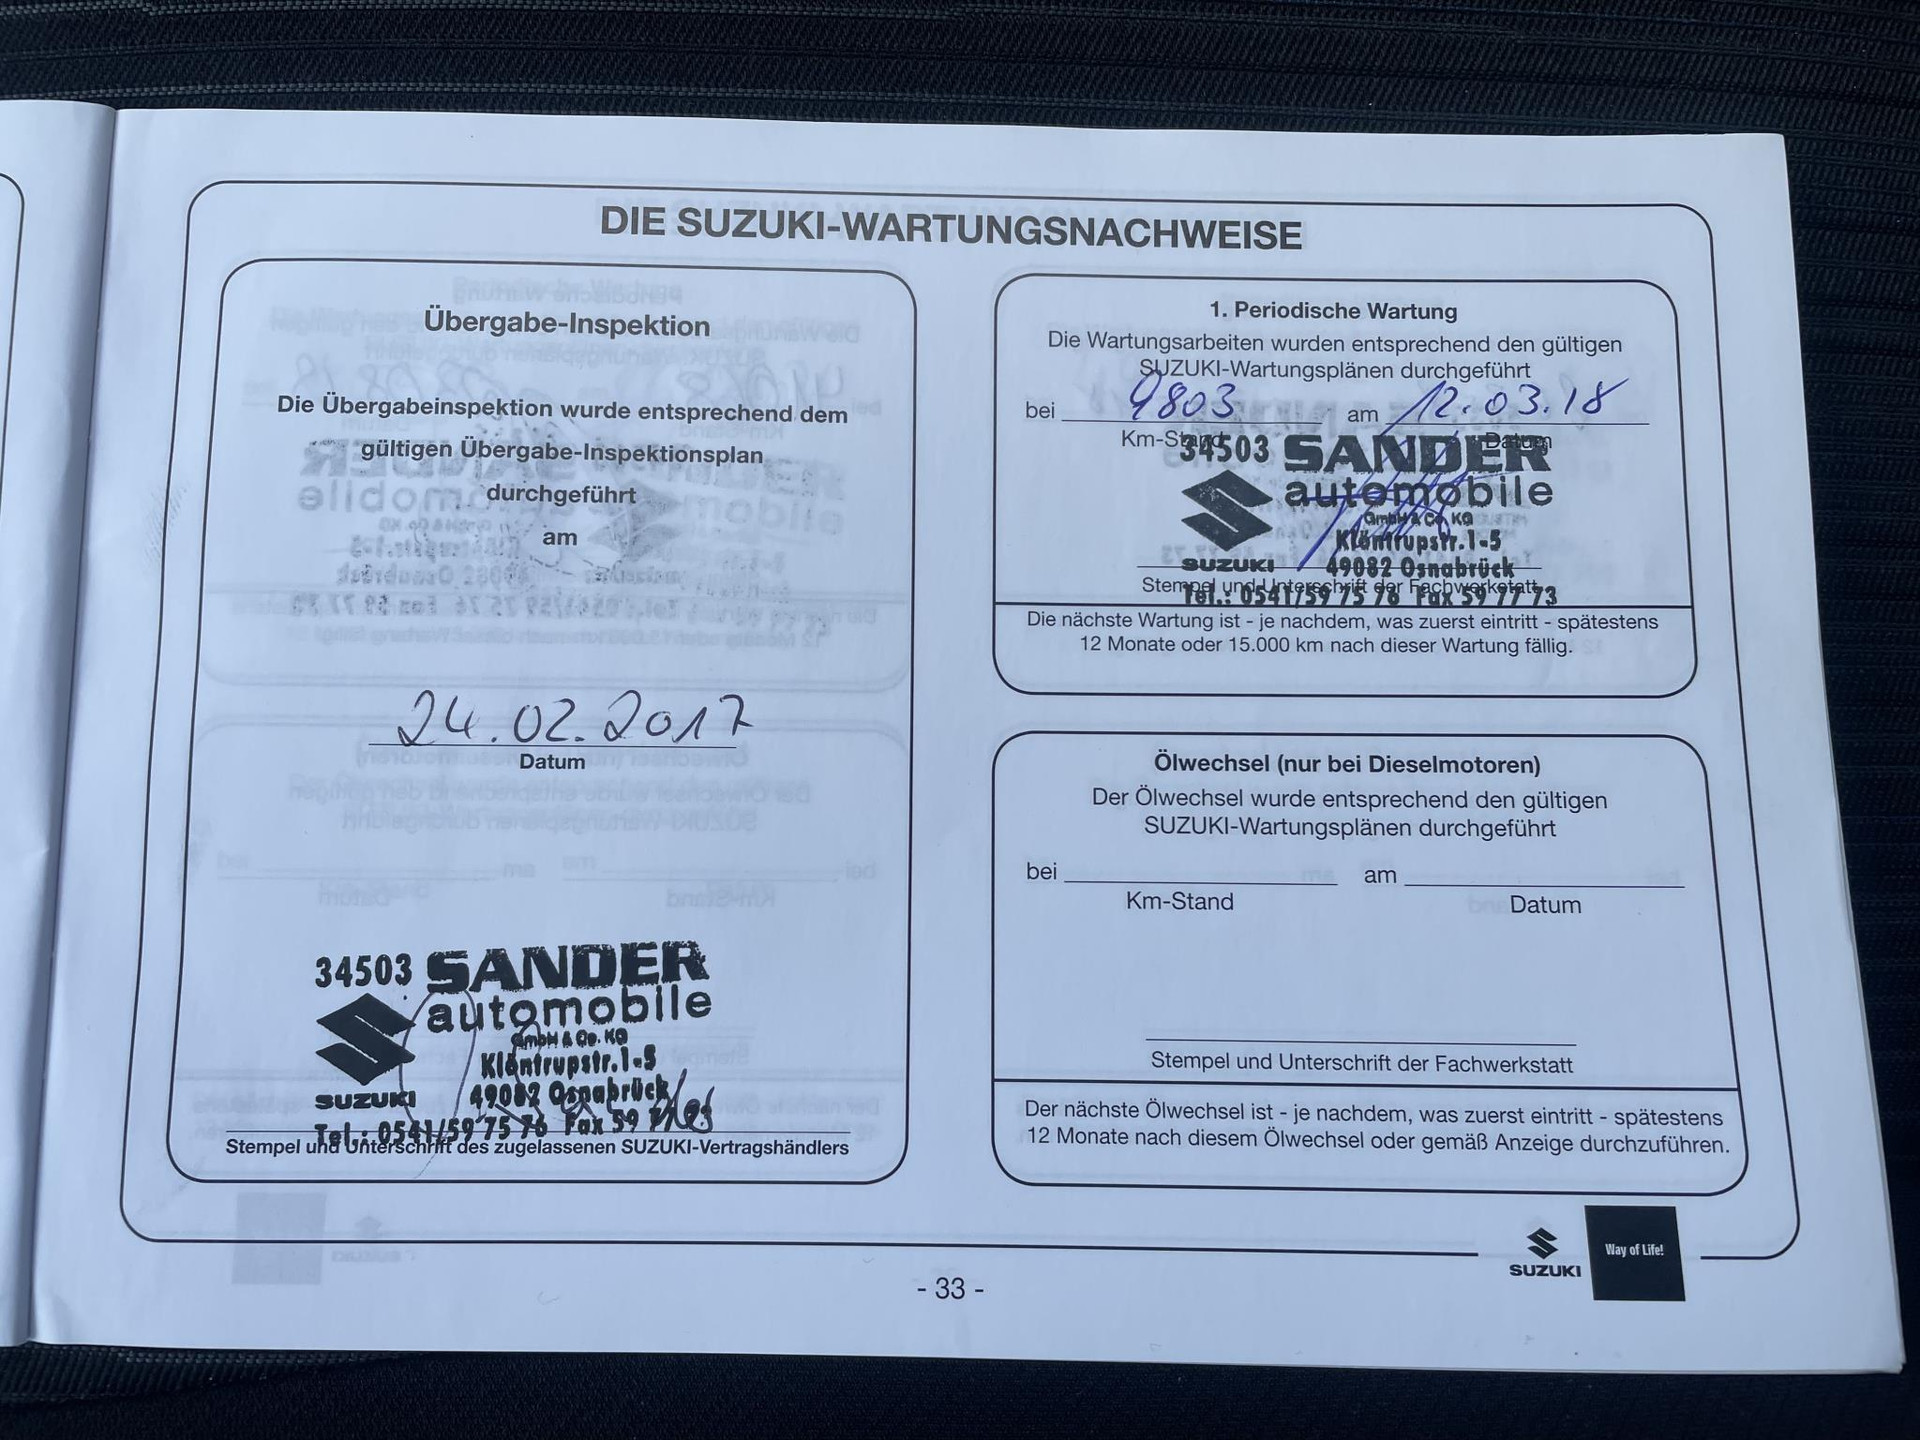 DIE SUZUKI-WARTUNGSNACHWEISE
Übergabe-Inspektion
Die Übergabeinspektion wurde entsprechend dem
gültigen Übergabe-Inspektionsplan
durchgeführt
am
24.02.2017
Datum
34503 SANDER
automobile
GmbH & Co. KG
Klöntrupstr. 1-5
SUZUKI 49082 Osnabrück
Tel.: 0541/59 75 76 Fax 59 77 73
Stempel und Unterschrift des zugelassenen SUZUKI-Vertragshändlers
1. Periodische Wartung
Die Wartungsarbeiten wurden entsprechend den gültigen
SUZUKI-Wartungsplänen durchgeführt
bei 9803 am 12.03.18
Km-Stand Datum
34503 SANDER
automobile
GmbH & Co. KG
Klöntrupstr. 1-5
SUZUKI 49082 Osnabrück
Stempel und Unterschrift der Fachwerkstatt
Tel.: 0541/59 75 76 Fax 59 77 73
Die nächste Wartung ist - je nachdem, was zuerst eintritt - spätestens
12 Monate oder 15.000 km nach dieser Wartung fällig.
Ölwechsel (nur bei Dieselmotoren)
Der Ölwechsel wurde entsprechend den gültigen
SUZUKI-Wartungsplänen durchgeführt
bei am
Km-Stand Datum
Stempel und Unterschrift der Fachwerkstatt
Der nächste Ölwechsel ist - je nachdem, was zuerst eintritt - spätestens
12 Monate nach diesem Ölwechsel oder gemäß Anzeige durchzuführen.
SUZUKI
Way of Life!
- 33 -